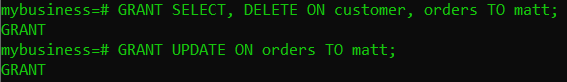 mybusiness=# GRANT SELECT, DELETE ON customer, orders TO matt;
GRANT
mybusiness=# GRANT UPDATE ON orders TO matt;
GRANT